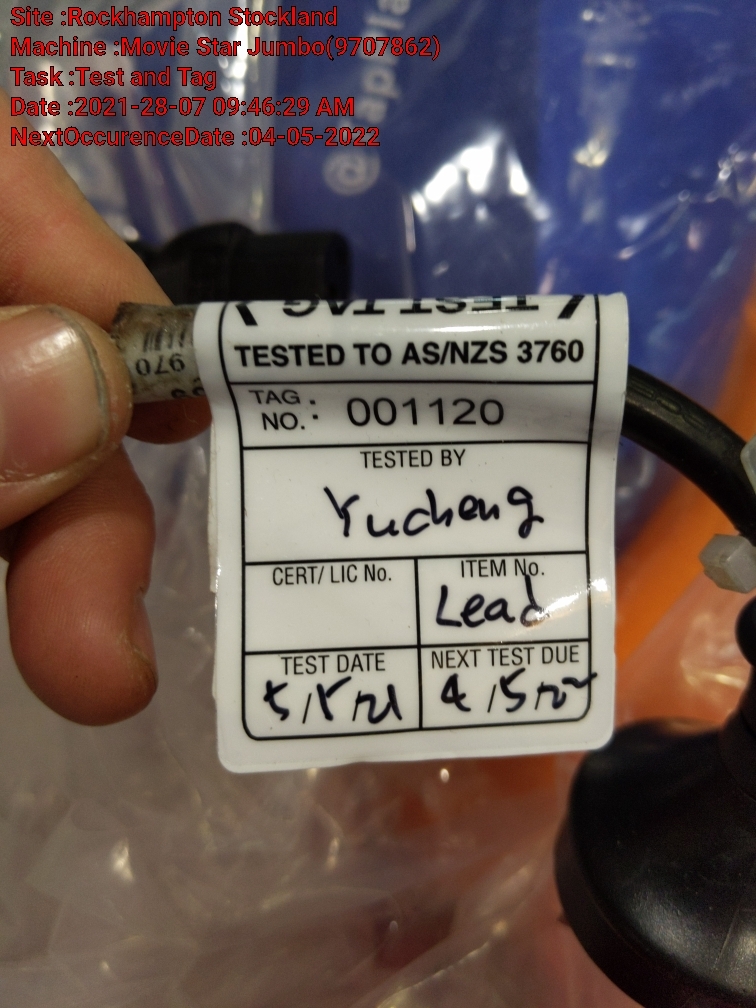 Site :Rockhampton Stockland
Machine :Movie Star Jumbo(9707862)
Task :Test and Tag
Date :2021-28-07 09:46:29 AM
NextOccurenceDate :04-05-2022
@apla
TEST TAG
TESTED TO AS/NZS 3760
970
TAG NO. : 001120
TESTED BY
Yucheng
CERT/ LIC No.
ITEM No.
Lead
TEST DATE
NEXT TEST DUE
5/5/21
4/5/22